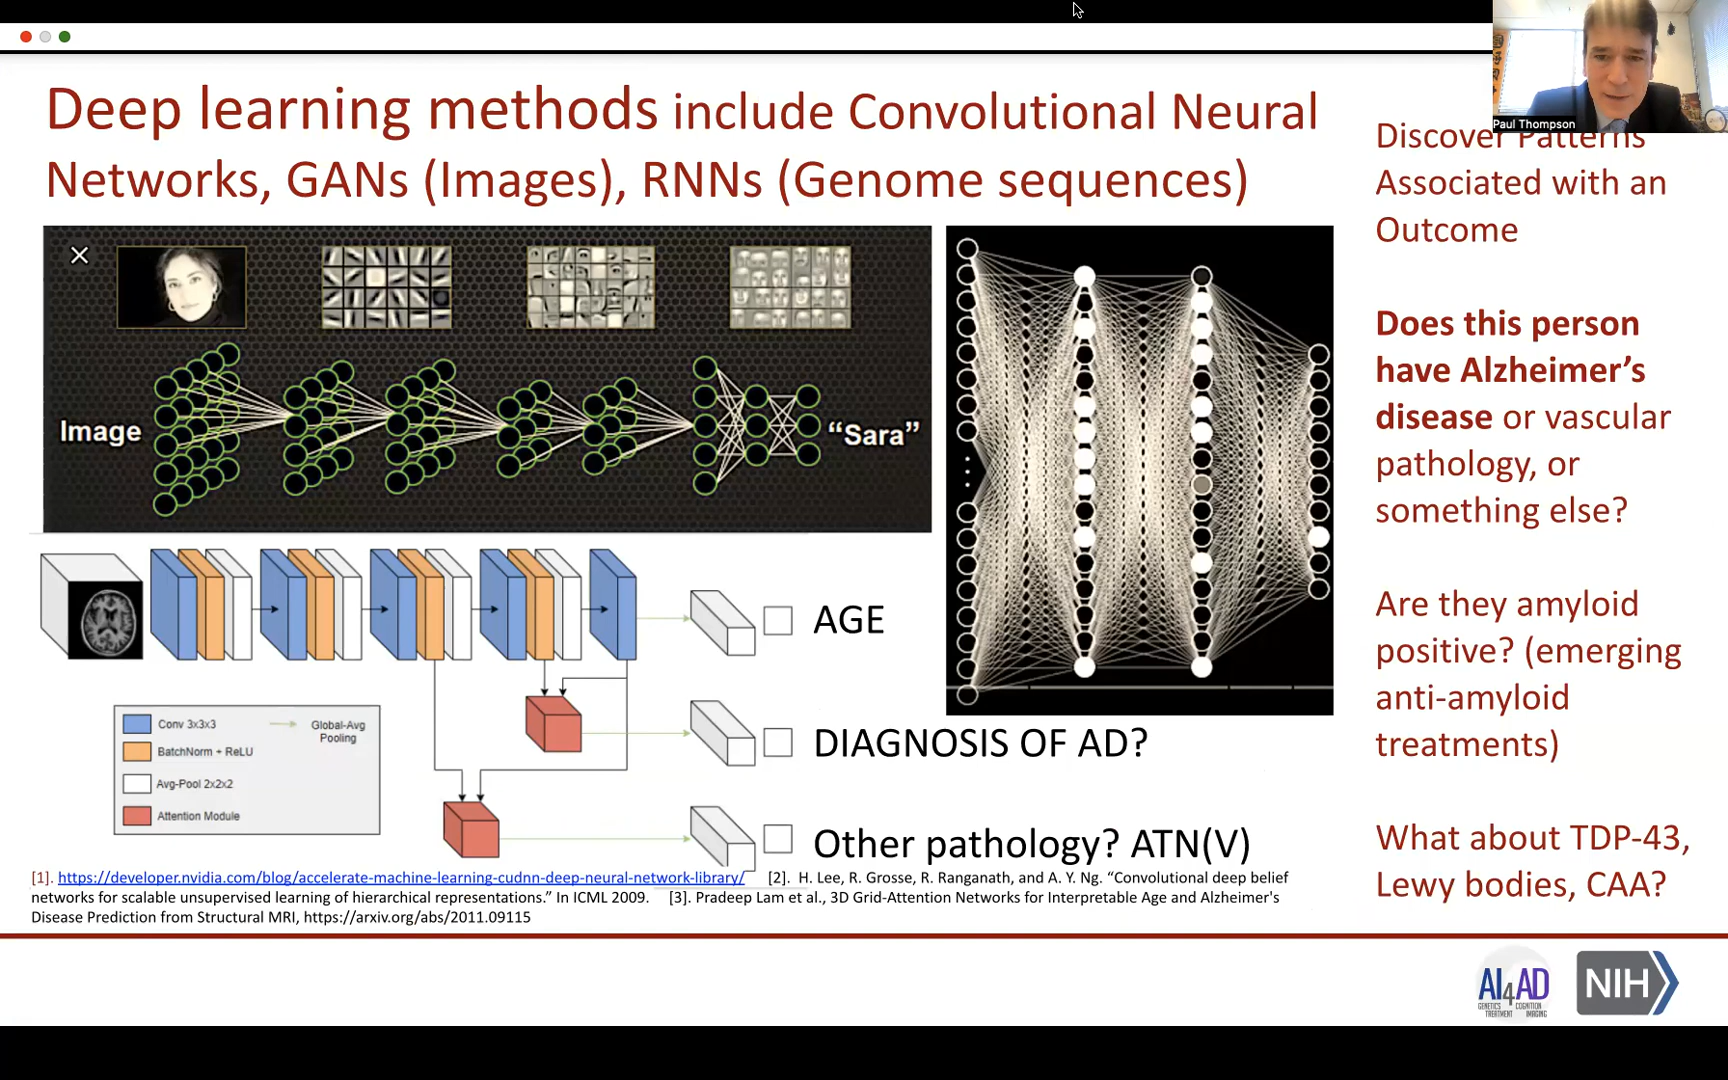 Paul Thompson
Deep learning methods include Convolutional Neural
Networks, GANs (Images), RNNs (Genome sequences)
Image
“Sara”
AGE
DIAGNOSIS OF AD?
Other pathology? ATN(V)
Conv 3x3x3
Global-Avg
Pooling
BatchNorm + ReLU
Avg-Pool 2x2x2
Attention Module
Discover Patterns
Associated with an
Outcome
Does this person
have Alzheimer’s
disease or vascular
pathology, or
something else?
Are they amyloid
positive? (emerging
anti-amyloid
treatments)
What about TDP-43,
Lewy bodies, CAA?
[1]. https://developer.nvidia.com/blog/accelerate-machine-learning-cudnn-deep-neural-network-library/ [2]. H. Lee, R. Grosse, R. Ranganath, and A. Y. Ng. “Convolutional deep belief
networks for scalable unsupervised learning of hierarchical representations.” In ICML 2009. [3]. Pradeep Lam et al., 3D Grid-Attention Networks for Interpretable Age and Alzheimer's
Disease Prediction from Structural MRI, https://arxiv.org/abs/2011.09115
AI4AD
GENETICS COGNITION
TREATMENT IMAGING
NIH